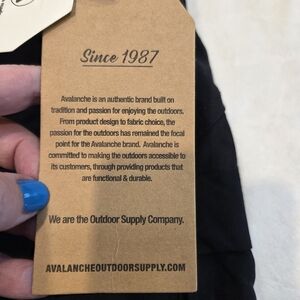 Since 1987
Avalanche is an authentic brand built on
tradition and passion for enjoying the outdoors.
From product design to fabric choice, the
passion for the outdoors has remained the focal
point for the Avalanche brand. Avalanche is
committed to making the outdoors accessible to
its customers, through providing products that
are functional & durable.
We are the Outdoor Supply Company.
AVALANCHEOUTDOORSUPPLY.COM